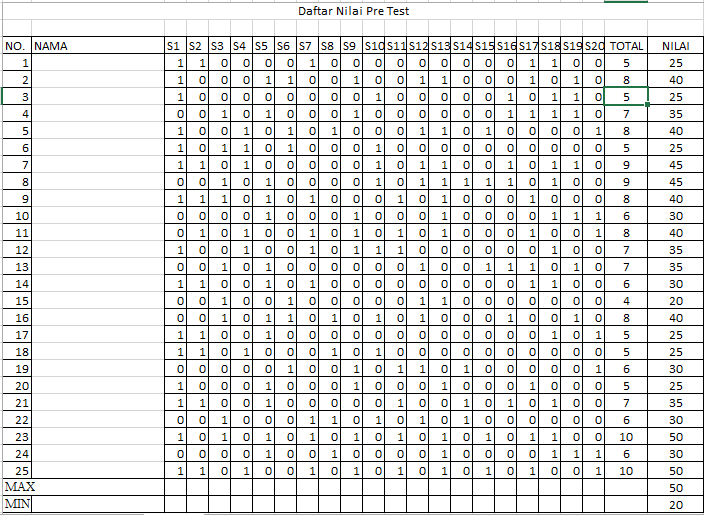 Daftar Nilai Pre Test
NO. NAMA S1 S2 S3 S4 S5 S6 S7 S8 S9 S10 S11 S12 S13 S14 S15 S16 S17 S18 S19 S20 TOTAL NILAI
1 1 1 0 0 0 0 1 0 0 0 0 0 0 0 0 0 1 1 0 0 5 25
2 1 0 0 0 1 1 0 0 1 0 0 1 1 0 0 0 1 0 1 0 8 40
3 1 0 0 0 0 0 0 0 0 1 0 0 0 0 0 1 0 1 1 0 5 25
4 0 0 1 0 1 0 0 0 1 0 0 0 0 0 0 1 1 1 1 0 7 35
5 1 0 0 1 0 1 0 1 0 0 0 1 1 0 1 0 0 0 0 1 8 40
6 1 0 1 1 0 1 0 0 0 1 0 0 0 0 0 0 0 0 0 0 5 25
7 1 1 0 1 0 0 0 0 0 1 0 1 1 0 0 1 0 1 1 0 9 45
8 0 0 1 0 1 0 0 0 0 1 0 1 1 1 1 1 0 1 0 0 9 45
9 1 1 1 0 1 0 1 0 0 0 1 0 1 0 0 0 1 0 0 0 8 40
10 0 0 0 0 1 0 0 0 1 0 0 0 1 0 0 0 0 1 1 1 6 30
11 0 1 0 1 0 0 1 0 1 0 1 0 1 0 0 0 1 0 1 0 8 40
12 1 0 0 1 0 0 1 0 1 1 1 0 0 0 0 0 0 1 0 0 7 35
13 0 0 1 0 1 0 0 0 0 0 0 1 0 0 1 1 1 0 1 0 7 35
14 1 1 0 0 1 0 1 0 0 0 0 0 0 0 0 0 1 1 0 0 6 30
15 0 0 1 0 0 1 0 0 0 0 0 1 1 0 0 0 0 0 0 0 4 20
16 0 0 1 1 0 1 0 1 0 1 0 1 0 0 0 1 0 0 1 0 8 40
17 1 1 0 0 1 0 0 0 0 0 0 0 0 0 0 0 0 1 0 1 5 25
18 1 1 0 1 0 0 0 1 0 1 0 0 0 0 0 0 0 0 0 0 5 25
19 0 0 0 0 0 1 0 0 1 0 1 1 0 1 0 0 0 0 0 1 6 30
20 1 0 0 0 1 0 0 0 1 0 0 0 1 0 0 0 1 0 0 0 5 25
21 1 1 0 0 1 0 0 0 0 0 1 0 0 1 0 1 0 1 0 0 7 35
22 0 0 1 0 0 0 1 1 0 1 0 1 0 1 0 0 0 0 0 0 6 30
23 1 0 1 0 1 0 1 0 1 0 1 0 1 0 1 0 1 1 0 0 10 50
24 0 0 0 0 1 0 0 1 0 0 0 0 1 0 0 0 0 1 1 1 6 30
25 1 1 0 1 0 0 1 0 1 0 1 0 1 0 1 0 1 0 0 1 10 50
MAX 50
MIN 20